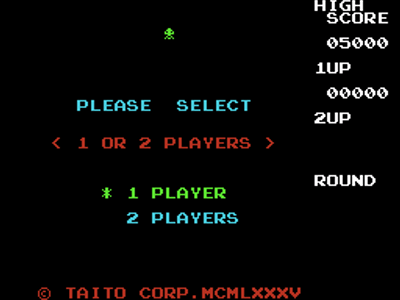 HIGH
SCORE
05000
1UP
00000
2UP
PLEASE SELECT
< 1 OR 2 PLAYERS >
ROUND
* 1 PLAYER
2 PLAYERS
© TAITO CORP.MCMLXXXV